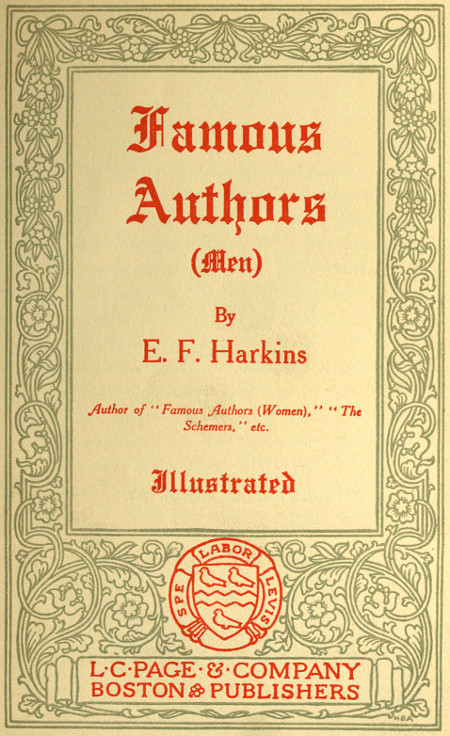 Famous
Authors
(Men)
By
E. F. Harkins
Author of “Famous Authors (Women),” “The
Schemers,” etc.
Illustrated
SPE LABOR LEVIS
L·C·PAGE·&·COMPANY
BOSTON PUBLISHERS